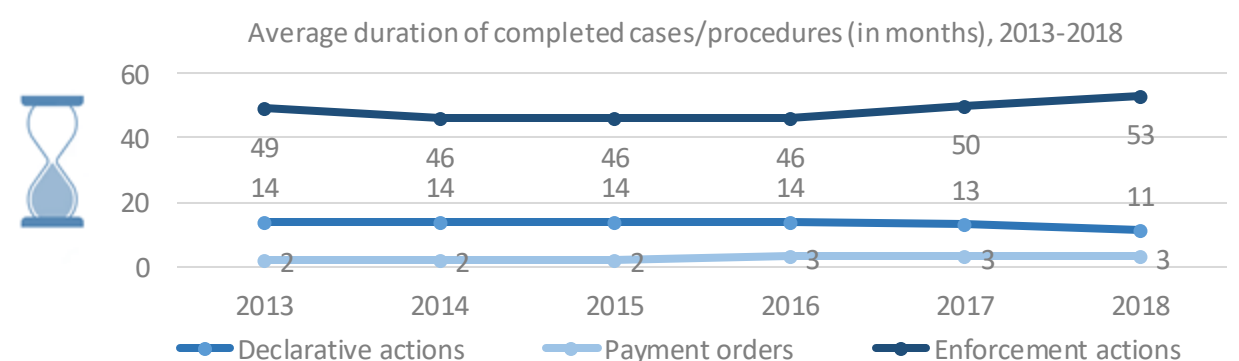 Average duration of completed cases/procedures (in months), 2013-2018
60
40
49 46 46 46 50 53
14 14 14 14 13 11
20
0
2 2 2 3 3 3
2013 2014 2015 2016 2017 2018
Declarative actions Payment orders Enforcement actions